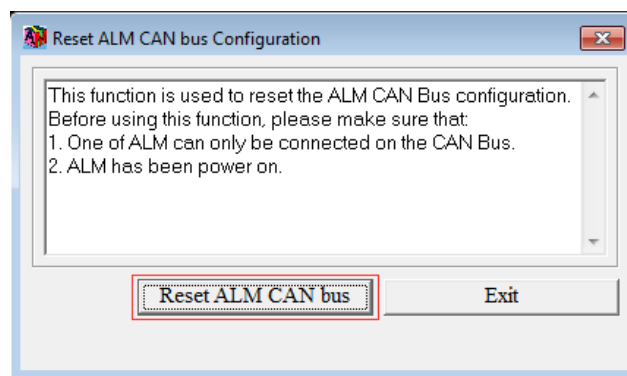 Reset ALM CAN bus Configuration
This function is used to reset the ALM CAN Bus configuration.
Before using this function, please make sure that:
1. One of ALM can only be connected on the CAN Bus.
2. ALM has been power on.
Reset ALM CAN bus
Exit